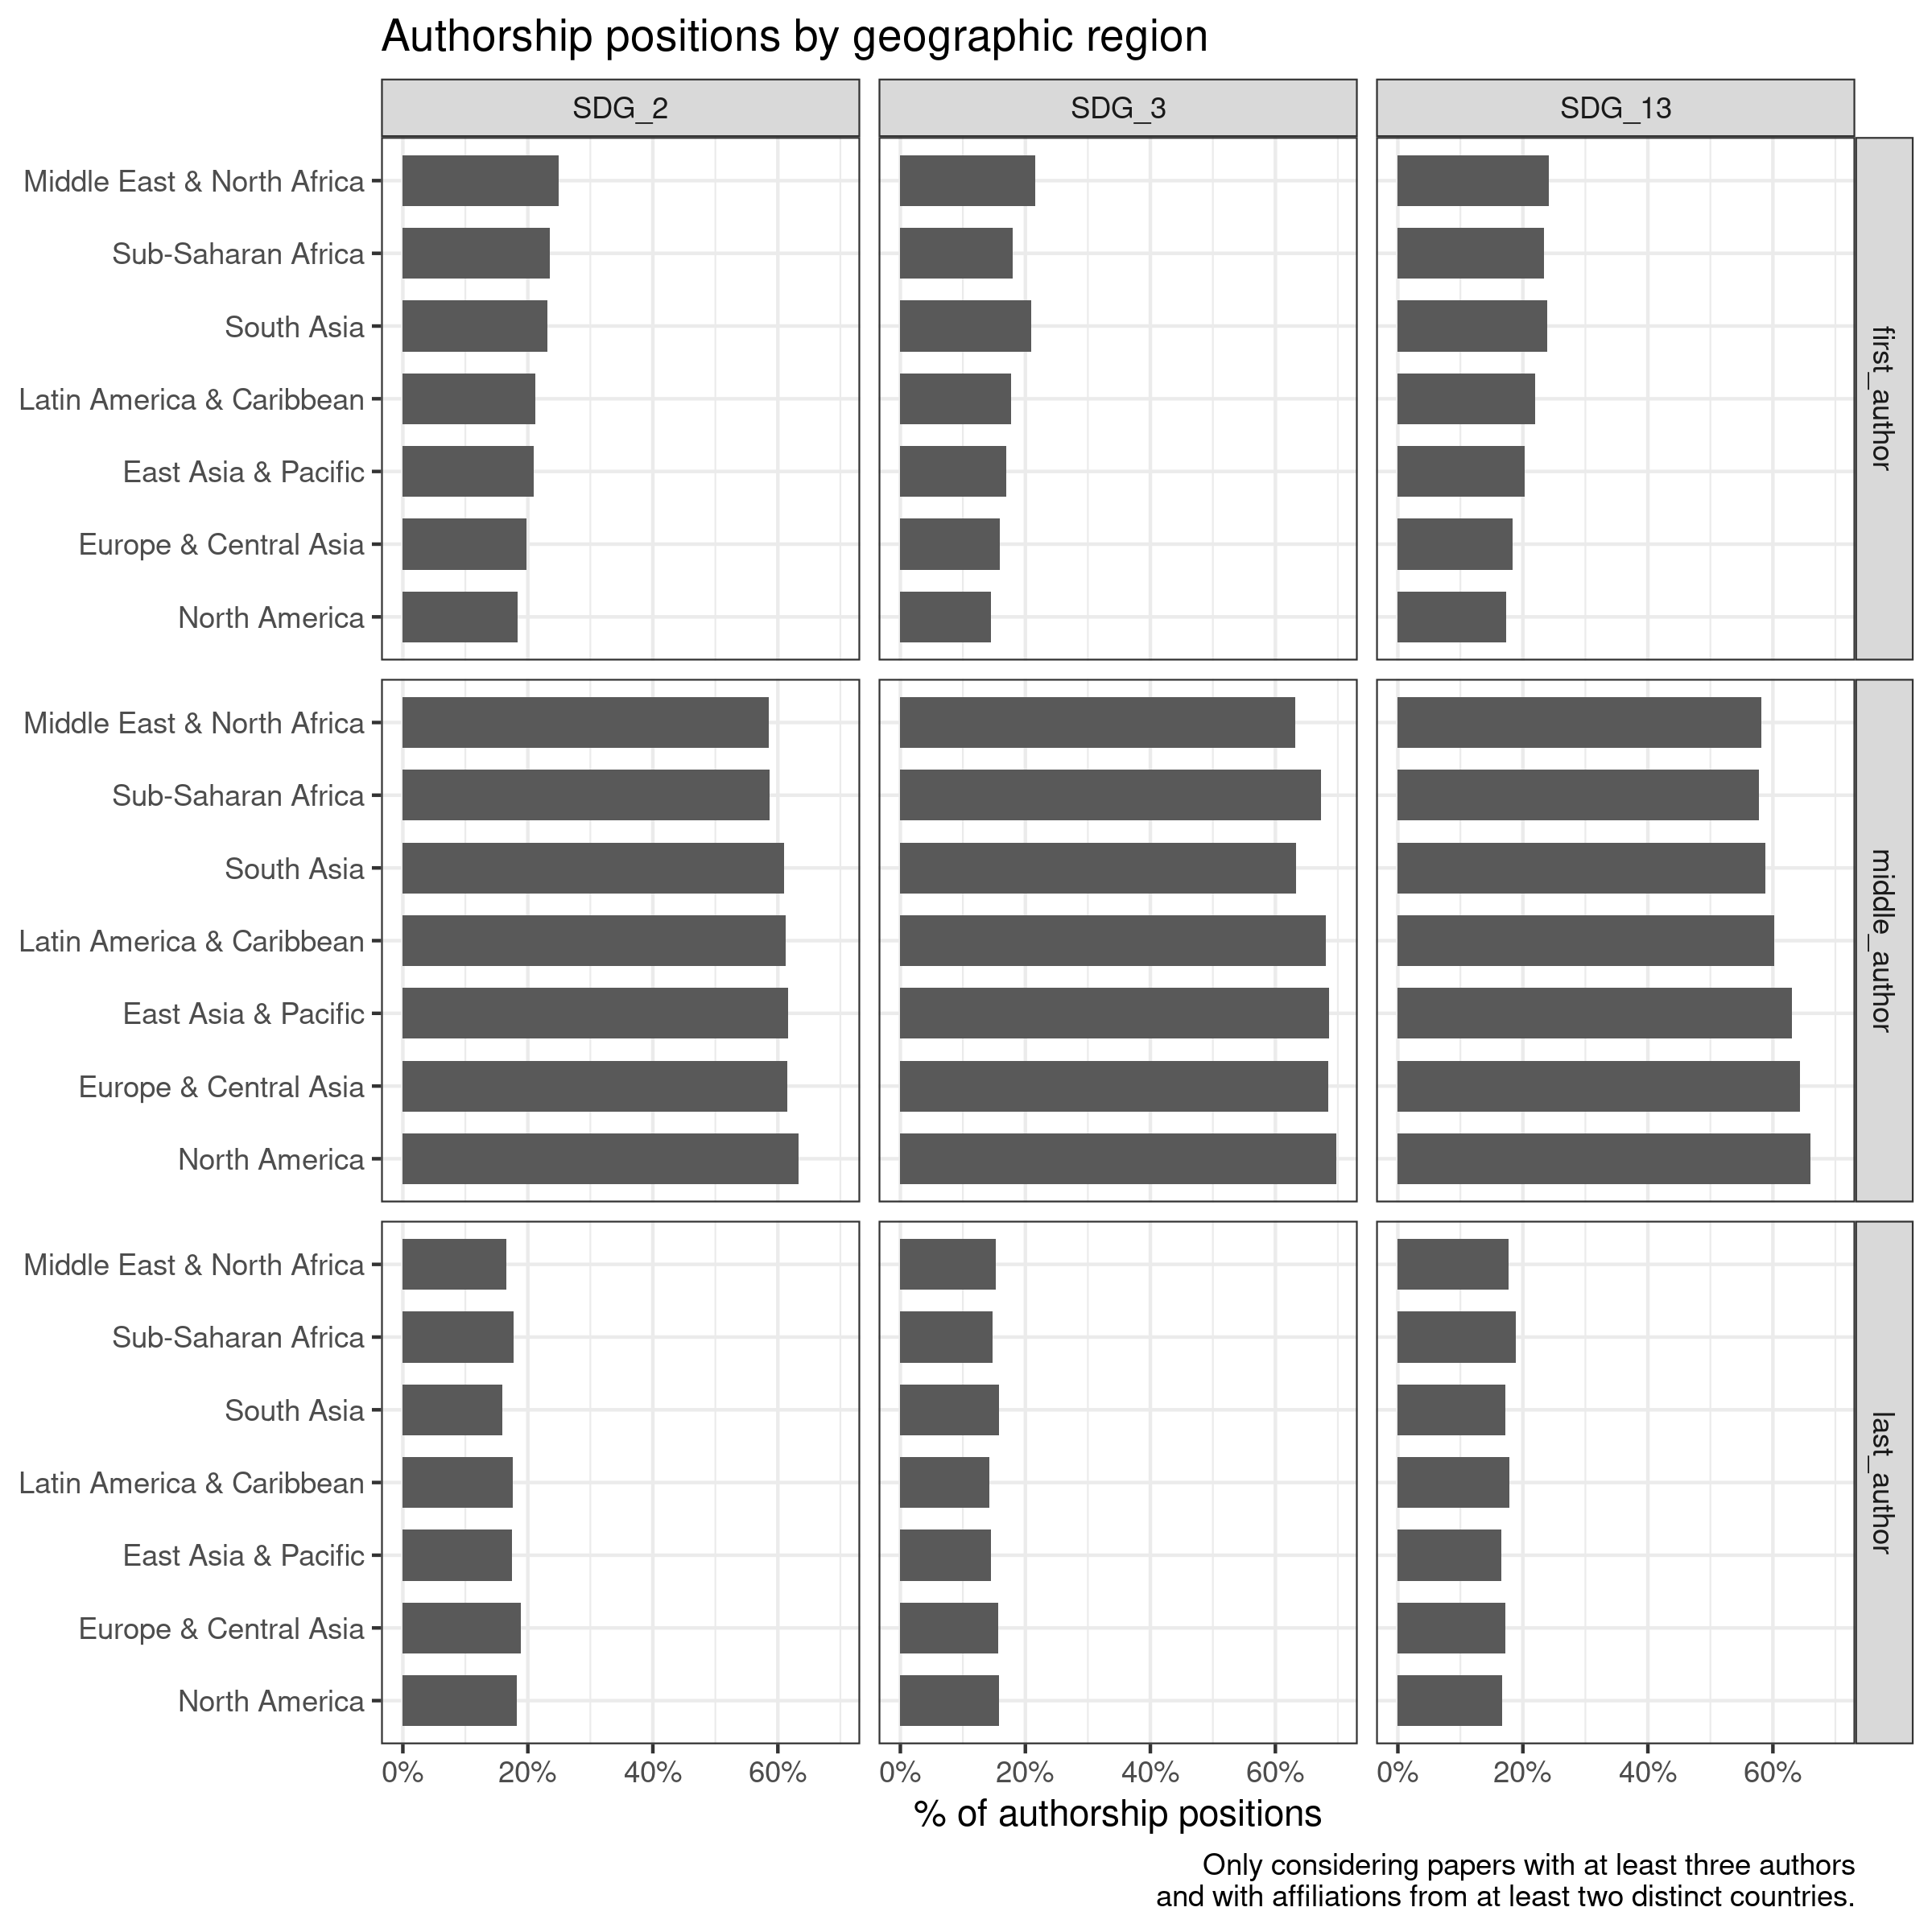 Authorship positions by geographic region
SDG_2
SDG_3
SDG_13
Middle East & North Africa
Sub-Saharan Africa
South Asia
Latin America & Caribbean
East Asia & Pacific
Europe & Central Asia
North America
first_author
Middle East & North Africa
Sub-Saharan Africa
South Asia
Latin America & Caribbean
East Asia & Pacific
Europe & Central Asia
North America
middle_author
Middle East & North Africa
Sub-Saharan Africa
South Asia
Latin America & Caribbean
East Asia & Pacific
Europe & Central Asia
North America
last_author
0% 20% 40% 60%
0% 20% 40% 60%
0% 20% 40% 60%
% of authorship positions
Only considering papers with at least three authors
and with affiliations from at least two distinct countries.